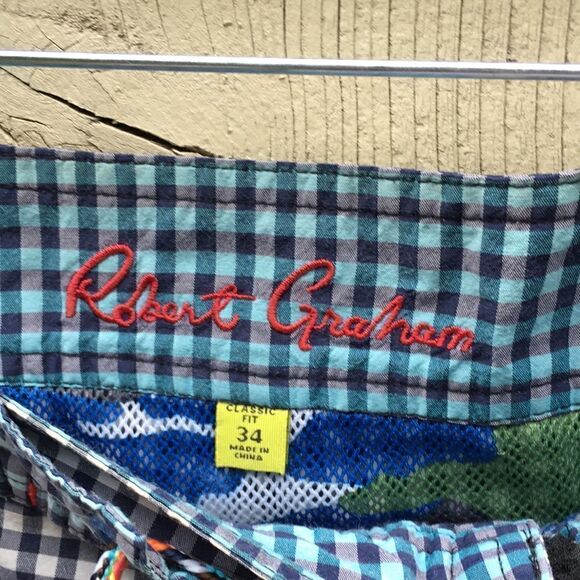 Robert Graham
CLASSIC
FIT
34
MADE IN
CHINA